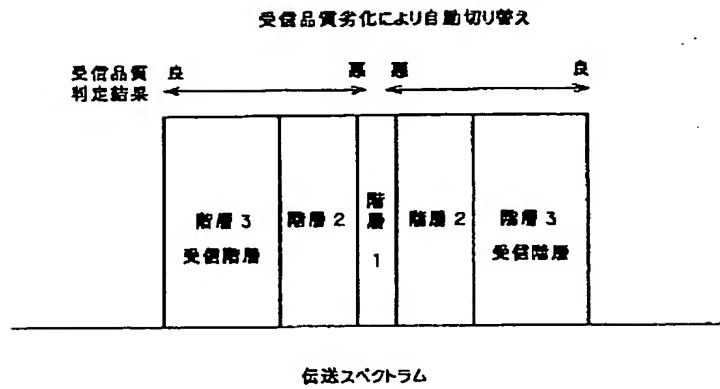 受信品質劣化により自動切り替え
受信品質 良 悪 悪 良
判定結果
階層3 階層2 階層1 階層2 階層3
受信階層 受信階層
伝送スペクトラム